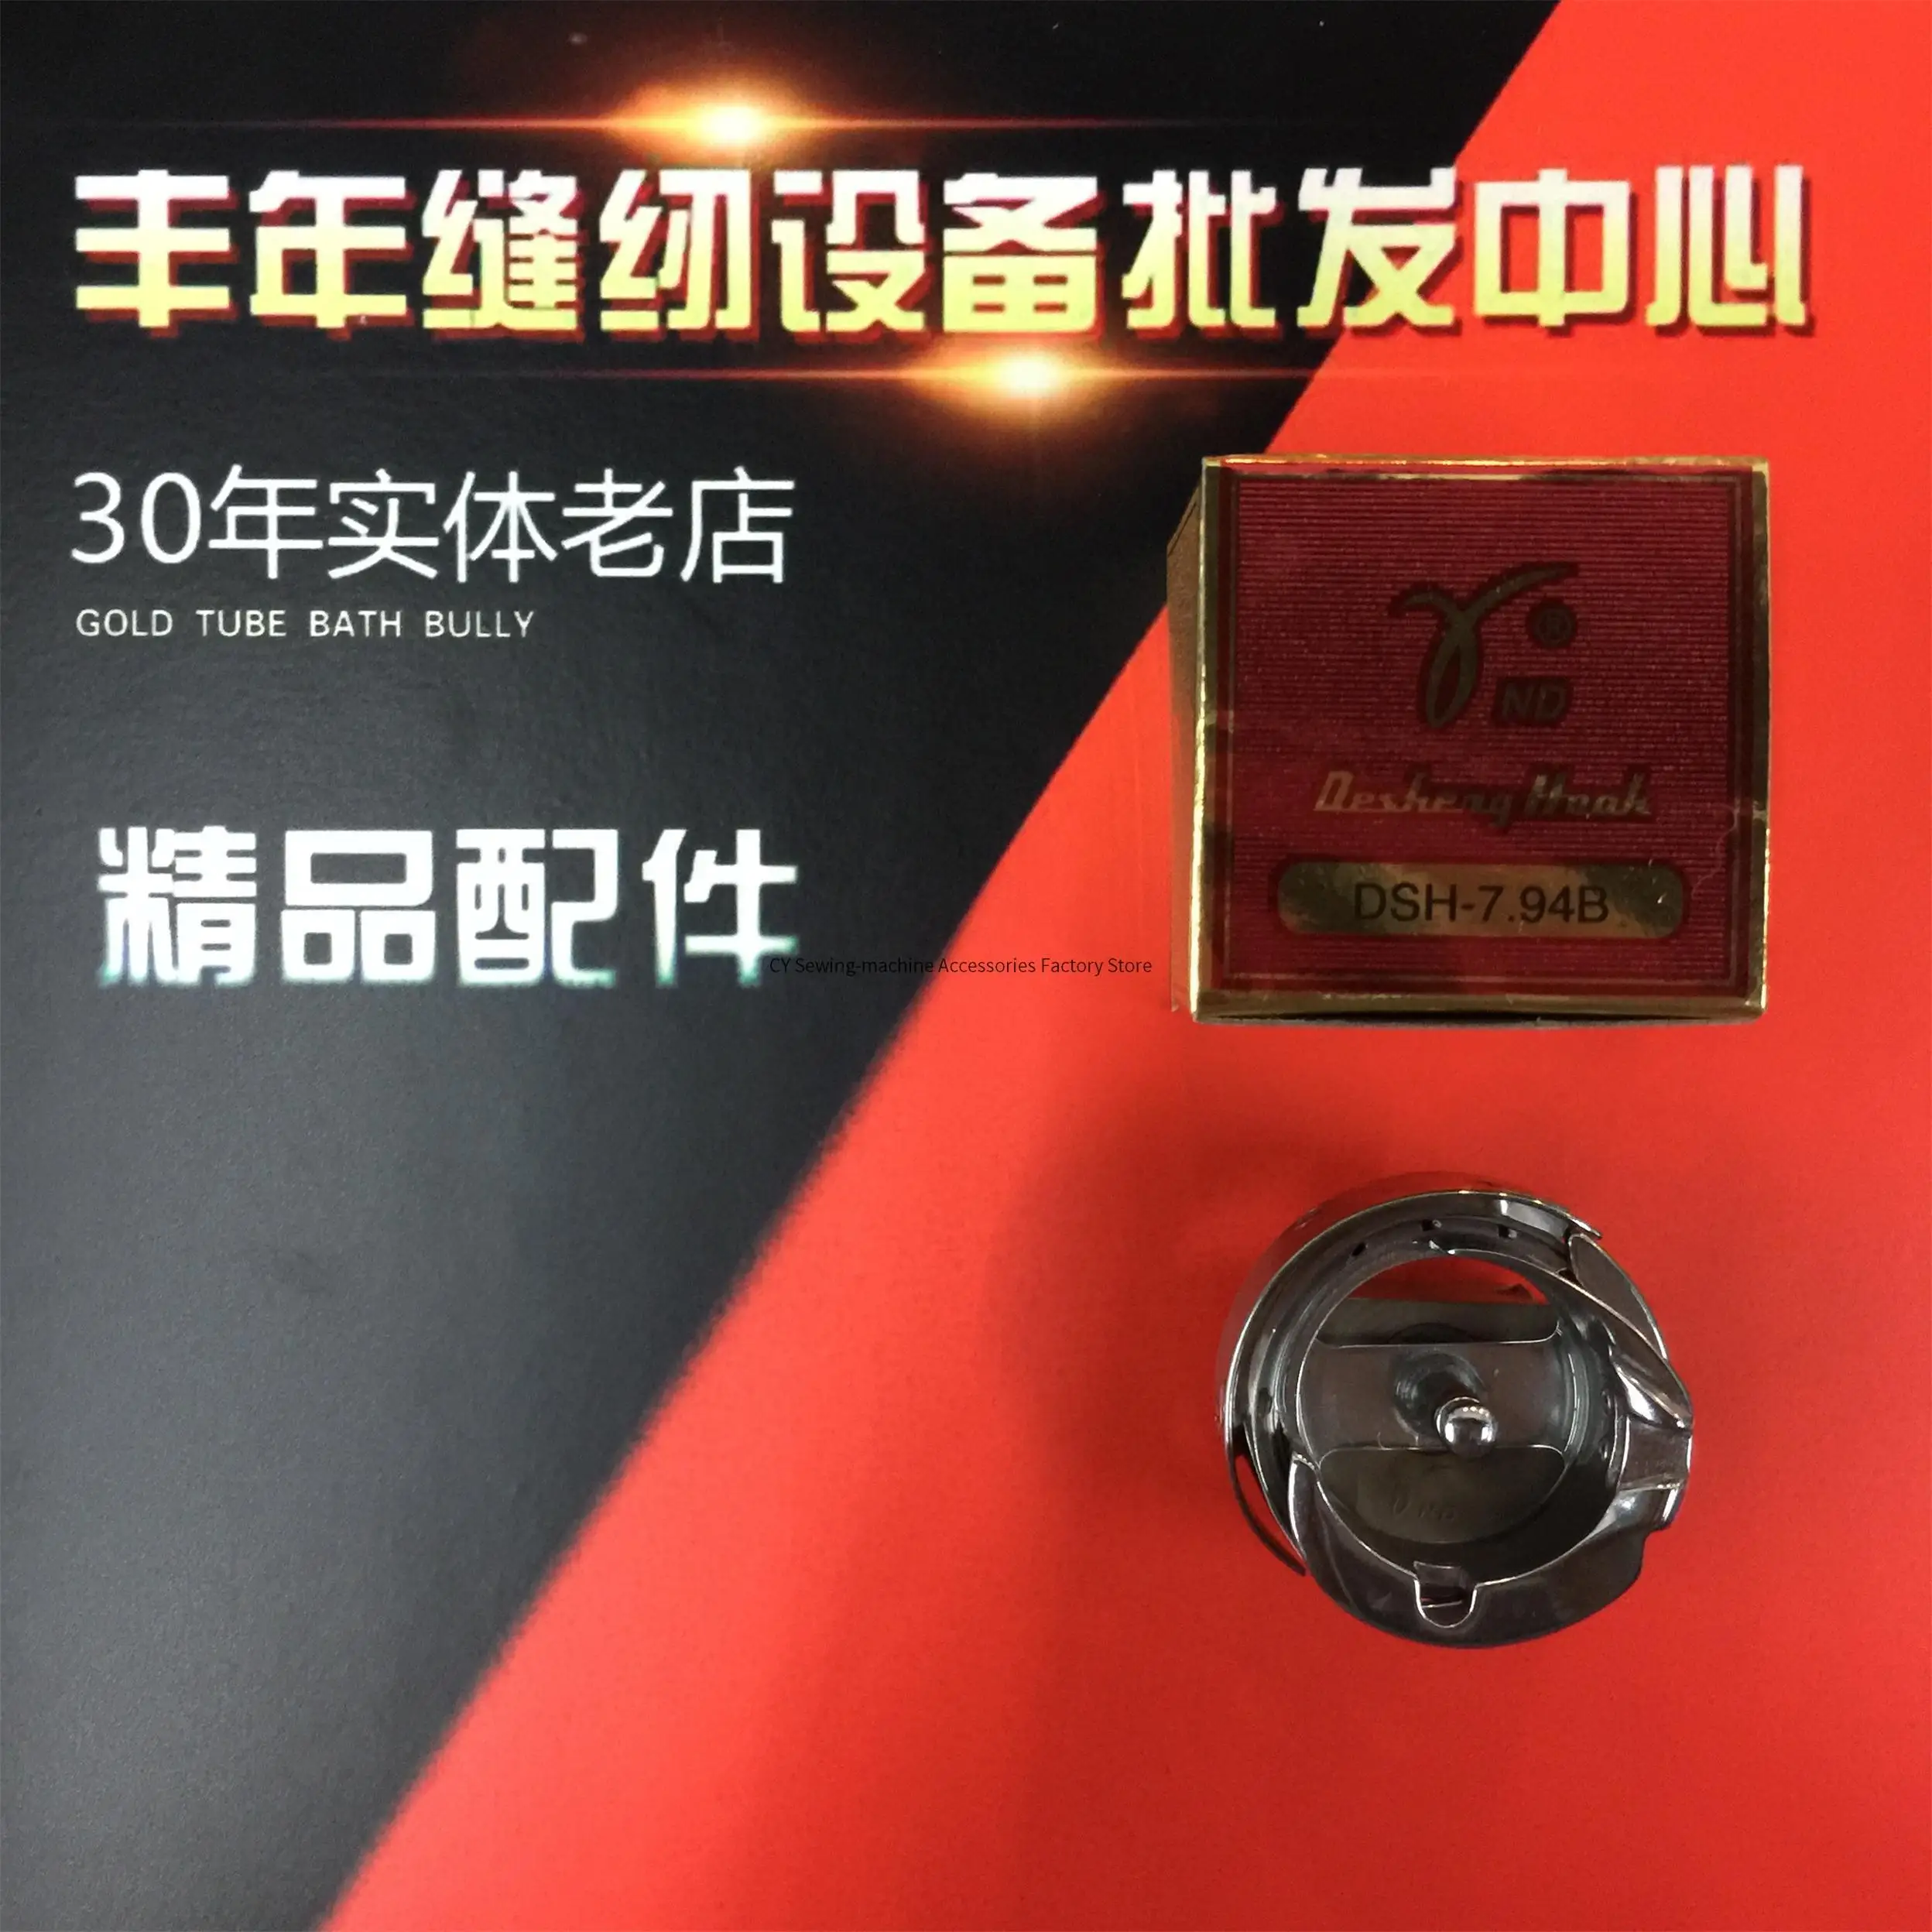 丰年缝纫设备批发中心
30年实体老店
GOLD TUBE BATH BULLY
精品配件
CY Sewing-machine Accessories Factory Store
®
ND
Desheng Hook
DSH-7.94B